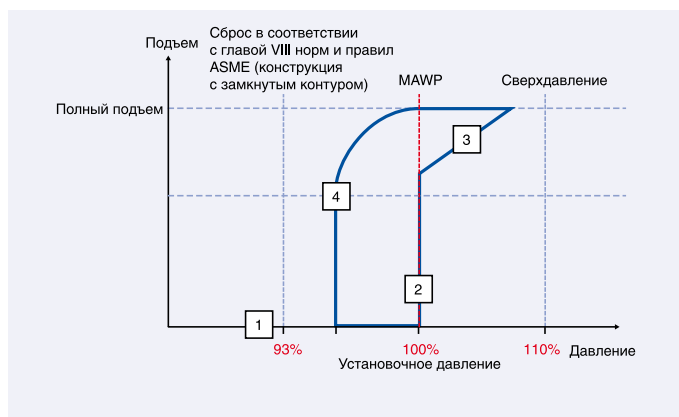 Подъем
Сброс в соответствии
с главой VIII норм и правил
ASME (конструкция
с замкнутым контуром)
MAWP
Сверхдавление
Полный подъем
3
4
2
1
93%
100%
110%
Давление
Установочное давление